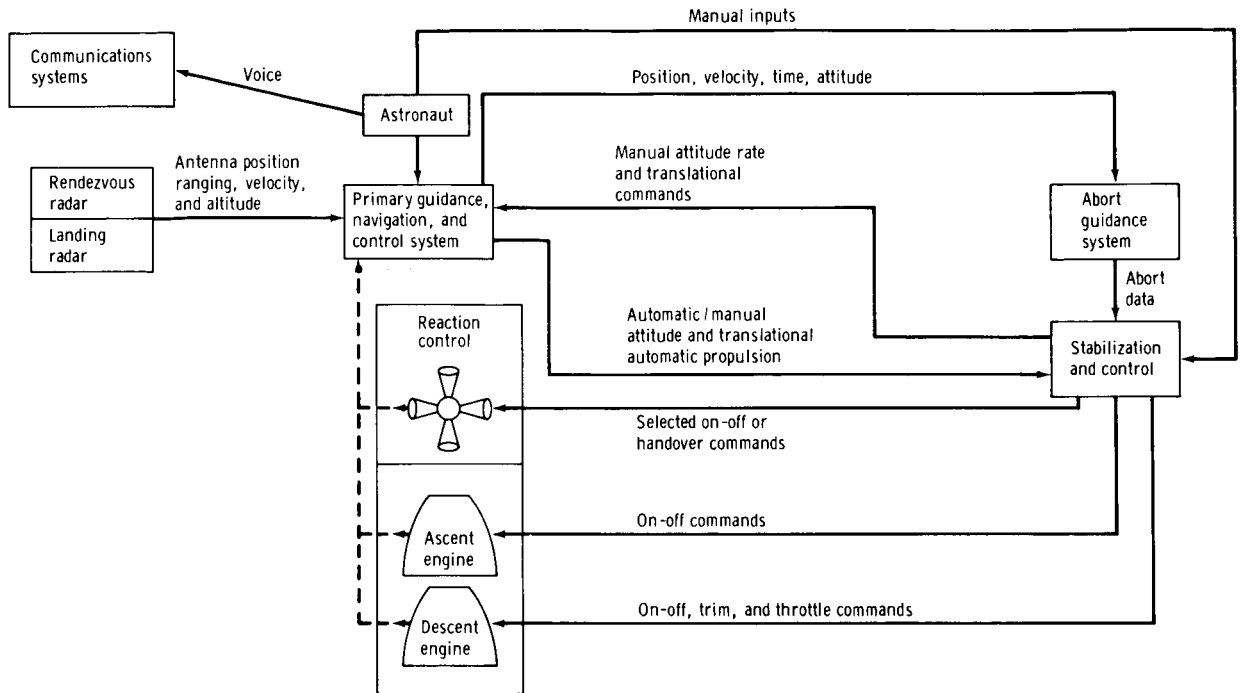 Manual inputs
Communications
systems
Voice
Position, velocity, time, attitude
Astronaut
Antenna position
ranging, velocity,
and altitude
Manual attitude rate
and translational
commands
Rendezvous
radar
Landing
radar
Primary guidance,
navigation, and
control system
Abort
guidance
system
Abort
data
Reaction
control
Automatic / manual
attitude and translational
automatic propulsion
Stabilization
and control
Selected on-off or
handover commands
On-off commands
Ascent
engine
On-off, trim, and throttle commands
Descent
engine